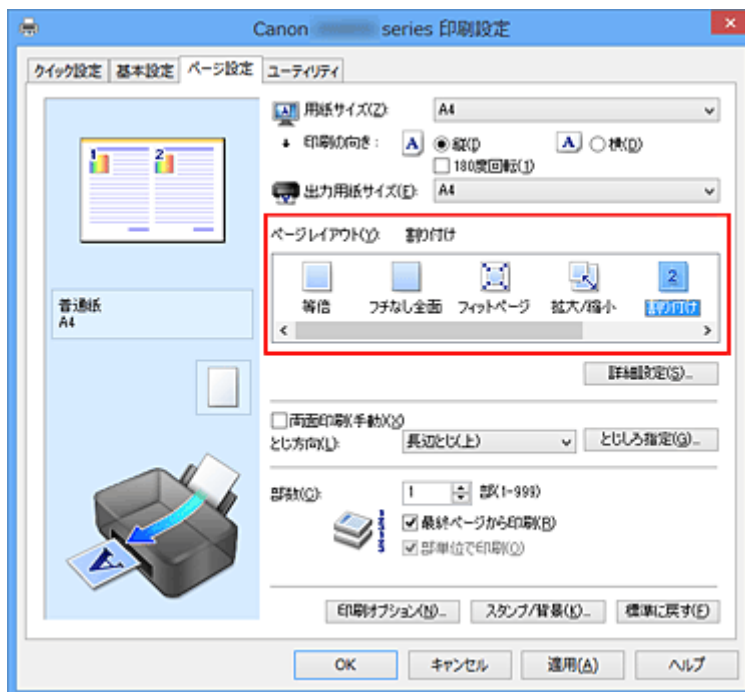 Canon series 印刷設定
クイック設定 基本設定 ページ設定 ユーティリティ
用紙サイズ(Z): A4
印刷の向き: A 縦(I) A 横(D)
180度回転(1)
出力用紙サイズ(E): A4
1 2
ページレイアウト(Y): 割り付け
2
等倍 フチなし全面 フィットページ 拡大/縮小 割り付け
普通紙
A4
詳細設定(S)...
両面印刷(手動)(X)
とじ方向(L): 長辺とじ(上) とじしろ指定(G)...
部数(C): 1 部(1-999)
最終ページから印刷(R)
部単位で印刷(O)
A
印刷オプション(N)... スタンプ/背景(K)... 標準に戻す(F)
OK キャンセル 適用(A) ヘルプ